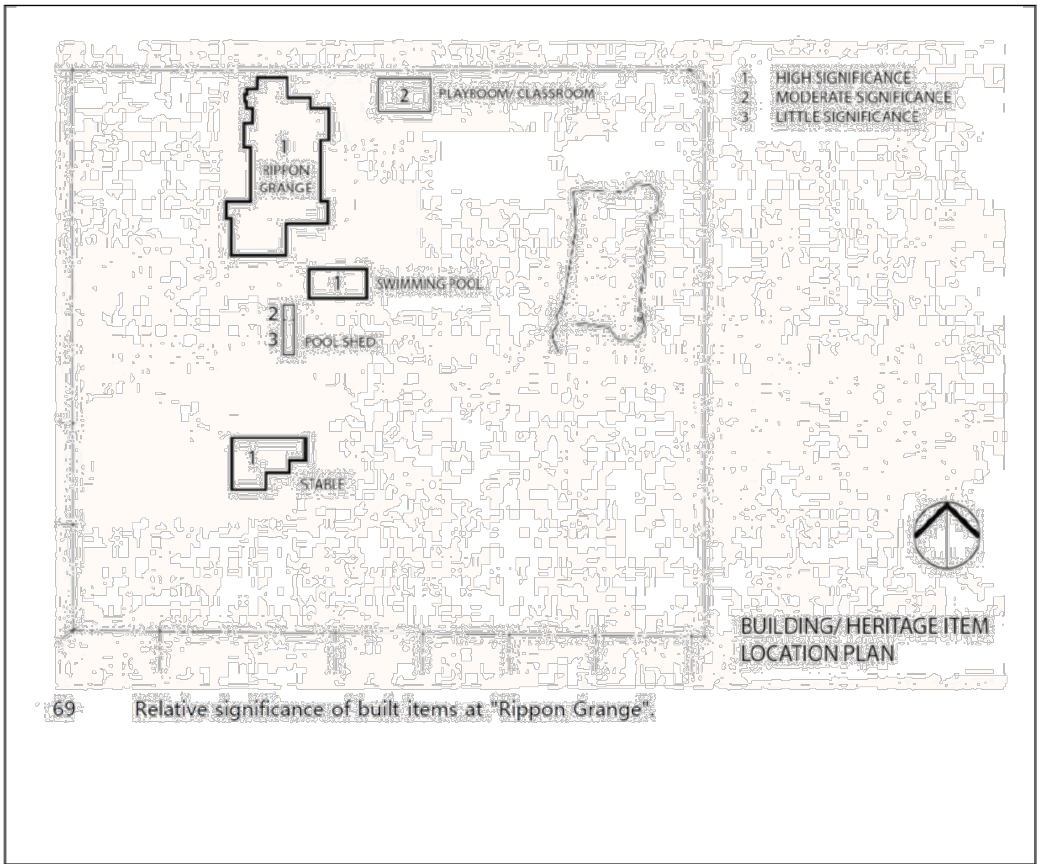 1 HIGH SIGNIFICANCE
2 MODERATE SIGNIFICANCE
3 LITTLE SIGNIFICANCE
2 PLAYROOM/ CLASSROOM
1
RIPPON
GRANGE
1 SWIMMING POOL
2
3 POOL SHED
1
STABLE
BUILDING/ HERITAGE ITEM
LOCATION PLAN
69 Relative significance of built items at "Rippon Grange".